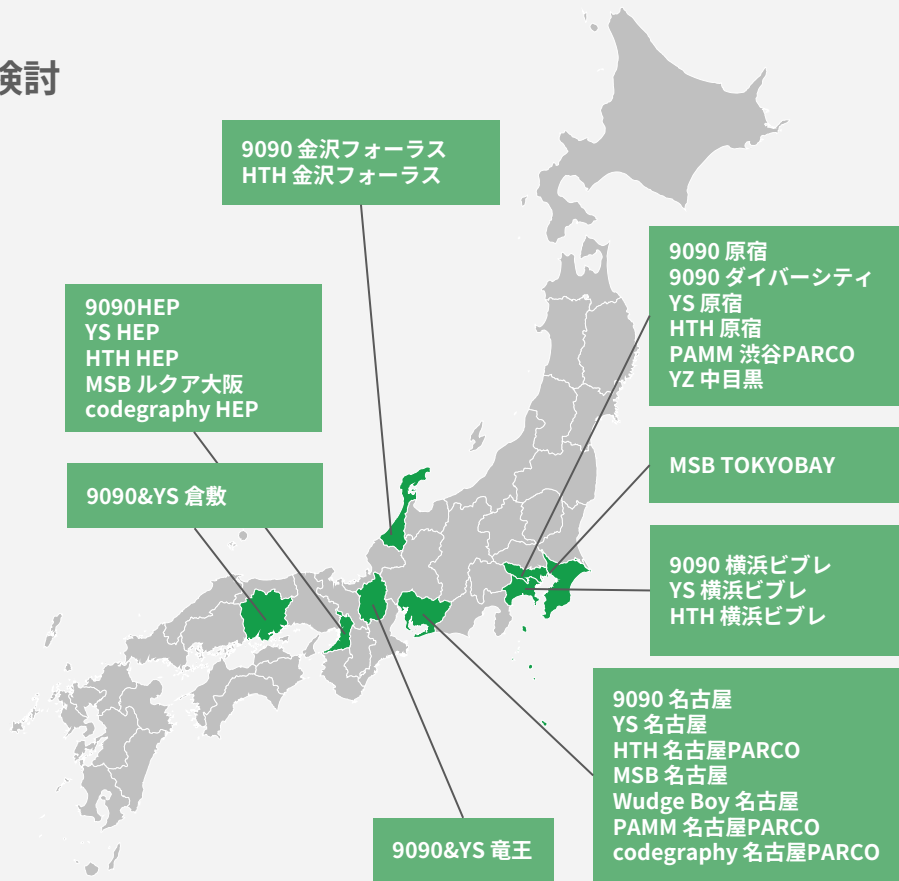 検討
9090 金沢フォーラス
HTH 金沢フォーラス
9090 原宿
9090 ダイバーシティ
YS 原宿
HTH 原宿
PAMM 渋谷PARCO
YZ 中目黒
9090HEP
YS HEP
HTH HEP
MSB ルクア大阪
codegraphy HEP
MSB TOKYOBAY
9090&YS 倉敷
9090 横浜ビブレ
YS 横浜ビブレ
HTH 横浜ビブレ
9090 名古屋
YS 名古屋
HTH 名古屋PARCO
MSB 名古屋
Wudge Boy 名古屋
PAMM 名古屋PARCO
codegraphy 名古屋PARCO
9090&YS 竜王